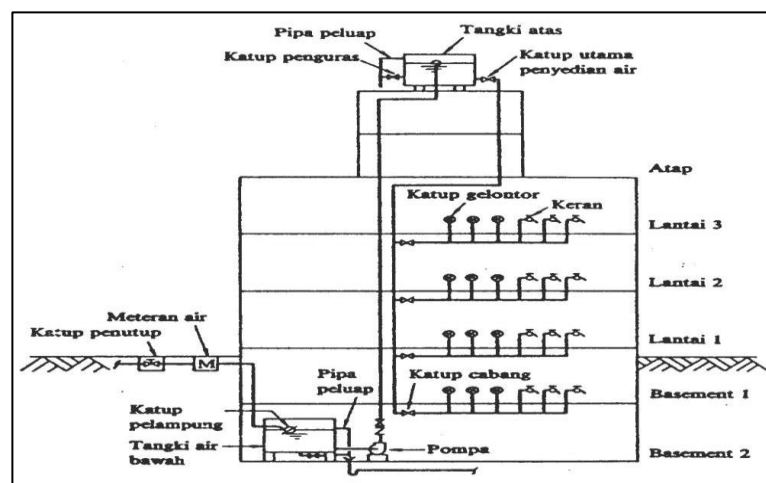 Pipa peluap
Tangki atas
Katup penguras
Katup utama
penyedian air
Atap
Katup gelontor
Keran
Lantai 3
Lantai 2
Meteran air
Katup penutup
M
Lantai 1
Pipa
peluap
Katup cabang
Basement 1
Katup
pelampung
Tangki air
bawah
Pompa
Basement 2